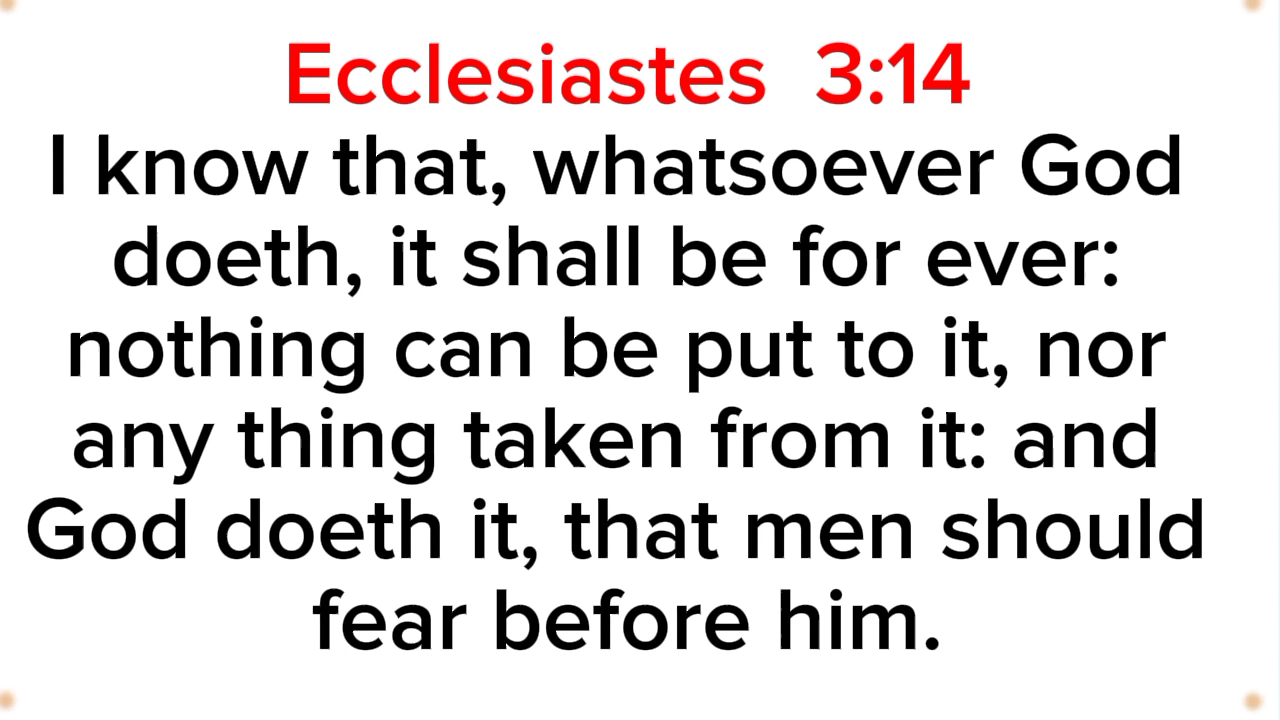 Ecclesiastes 3:14
I know that, whatsoever God
doeth, it shall be for ever:
nothing can be put to it, nor
any thing taken from it: and
God doeth it, that men should
fear before him.